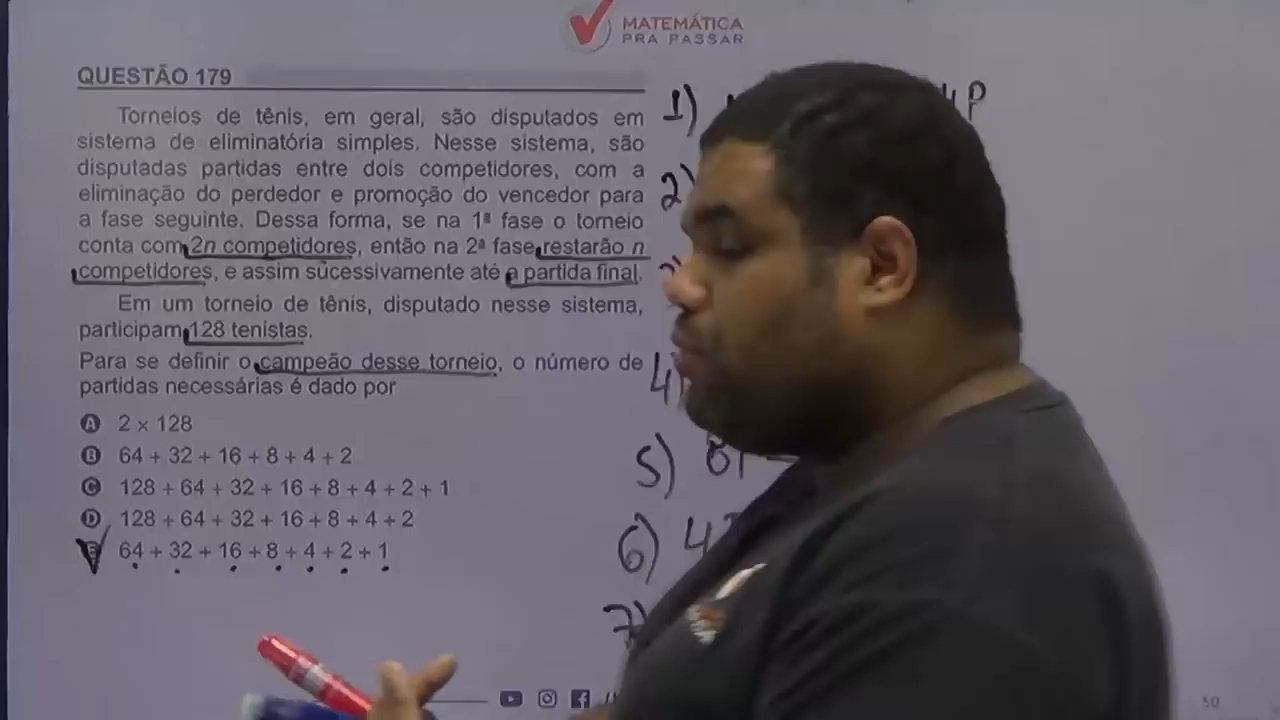 MATEMÁTICA
PRA PASSAR
QUESTÃO 179
Torneios de tênis, em geral, são disputados em
sistema de eliminatória simples. Nesse sistema, são
disputadas partidas entre dois competidores, com a
eliminação do perdedor e promoção do vencedor para
a fase seguinte. Dessa forma, se na 1ª fase o torneio
conta com 2n competidores, então na 2ª fase restarão n
competidores, e assim sucessivamente até a partida final.
Em um torneio de tênis, disputado nesse sistema,
participam 128 tenistas.
Para se definir o campeão desse torneio, o número de
partidas necessárias é dado por
A 2 × 128
B 64 + 32 + 16 + 8 + 4 + 2
C 128 + 64 + 32 + 16 + 8 + 4 + 2 + 1
D 128 + 64 + 32 + 16 + 8 + 4 + 2
E 64 + 32 + 16 + 8 + 4 + 2 + 1
1) 4P
2)
4)
5) 8J
6) 4J
7)
50